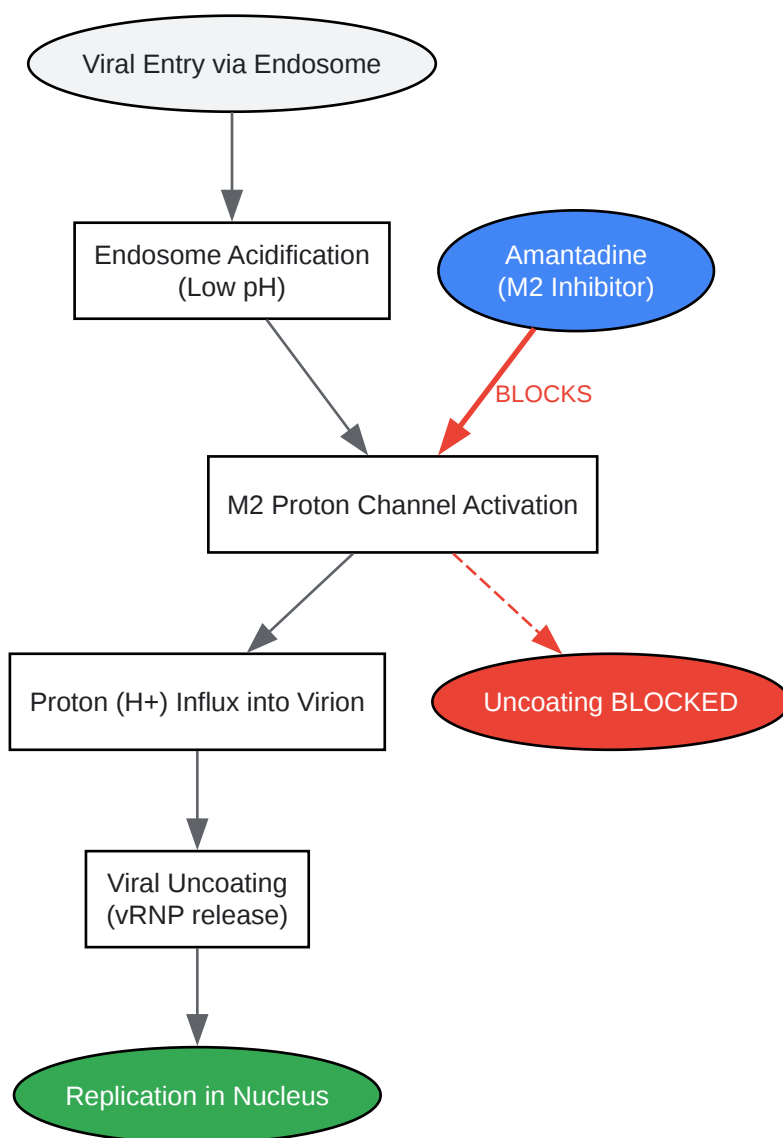 Viral Entry via Endosome
Endosome Acidification
(Low pH)
Amantadine
(M2 Inhibitor)
BLOCKS
M2 Proton Channel Activation
Proton (H+) Influx into Virion
Uncoating BLOCKED
Viral Uncoating
(vRNP release)
Replication in Nucleus